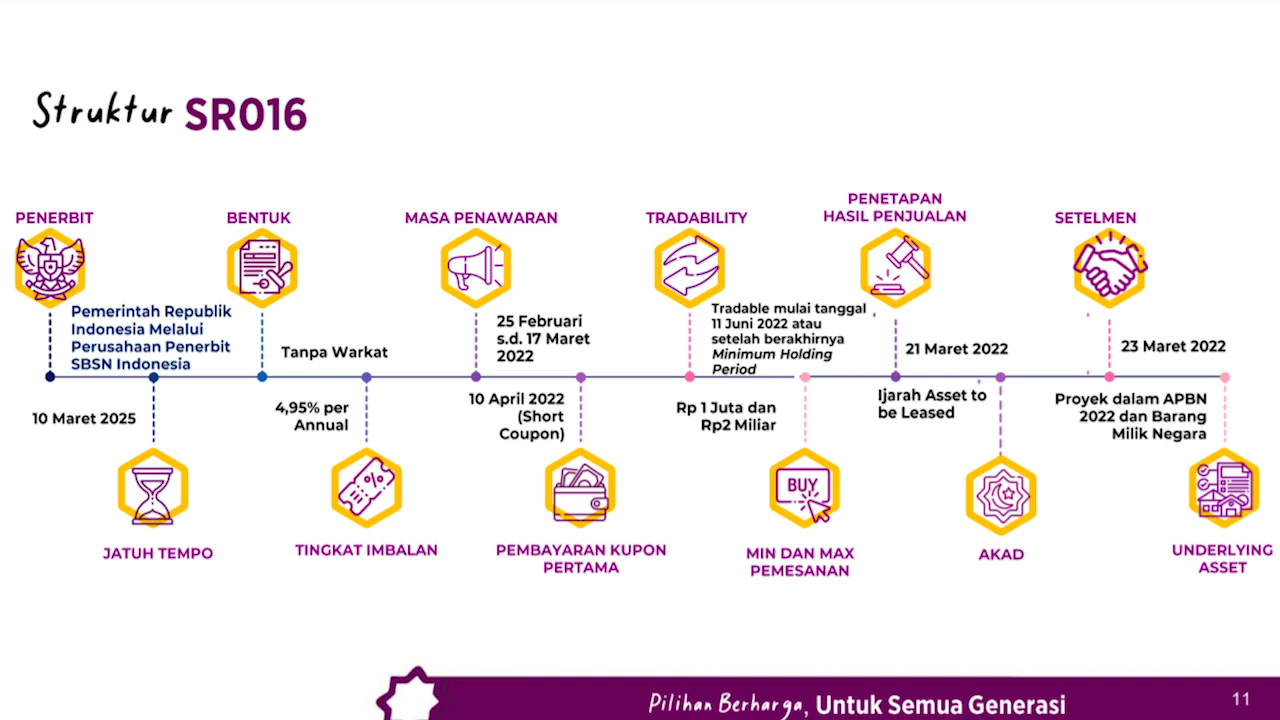 Struktur SR016
PENERBIT
Pemerintah Republik
Indonesia Melalui
Perusahaan Penerbit
SBSN Indonesia
10 Maret 2025
JATUH TEMPO
BENTUK
Tanpa Warkat
4,95% per
Annual
TINGKAT IMBALAN
MASA PENAWARAN
25 Februari
s.d. 17 Maret
2022
10 April 2022
(Short
Coupon)
PEMBAYARAN KUPON
PERTAMA
TRADABILITY
Tradable mulai tanggal
11 Juni 2022 atau
setelah berakhirnya
Minimum Holding
Period
Rp 1 Juta dan
Rp2 Miliar
BUY
MIN DAN MAX
PEMESANAN
PENETAPAN
HASIL PENJUALAN
21 Maret 2022
Ijarah Asset to
be Leased
AKAD
SETELMEN
23 Maret 2022
Proyek dalam APBN
2022 dan Barang
Milik Negara
UNDERLYING
ASSET
Pilihan Berharga, Untuk Semua Generasi
11